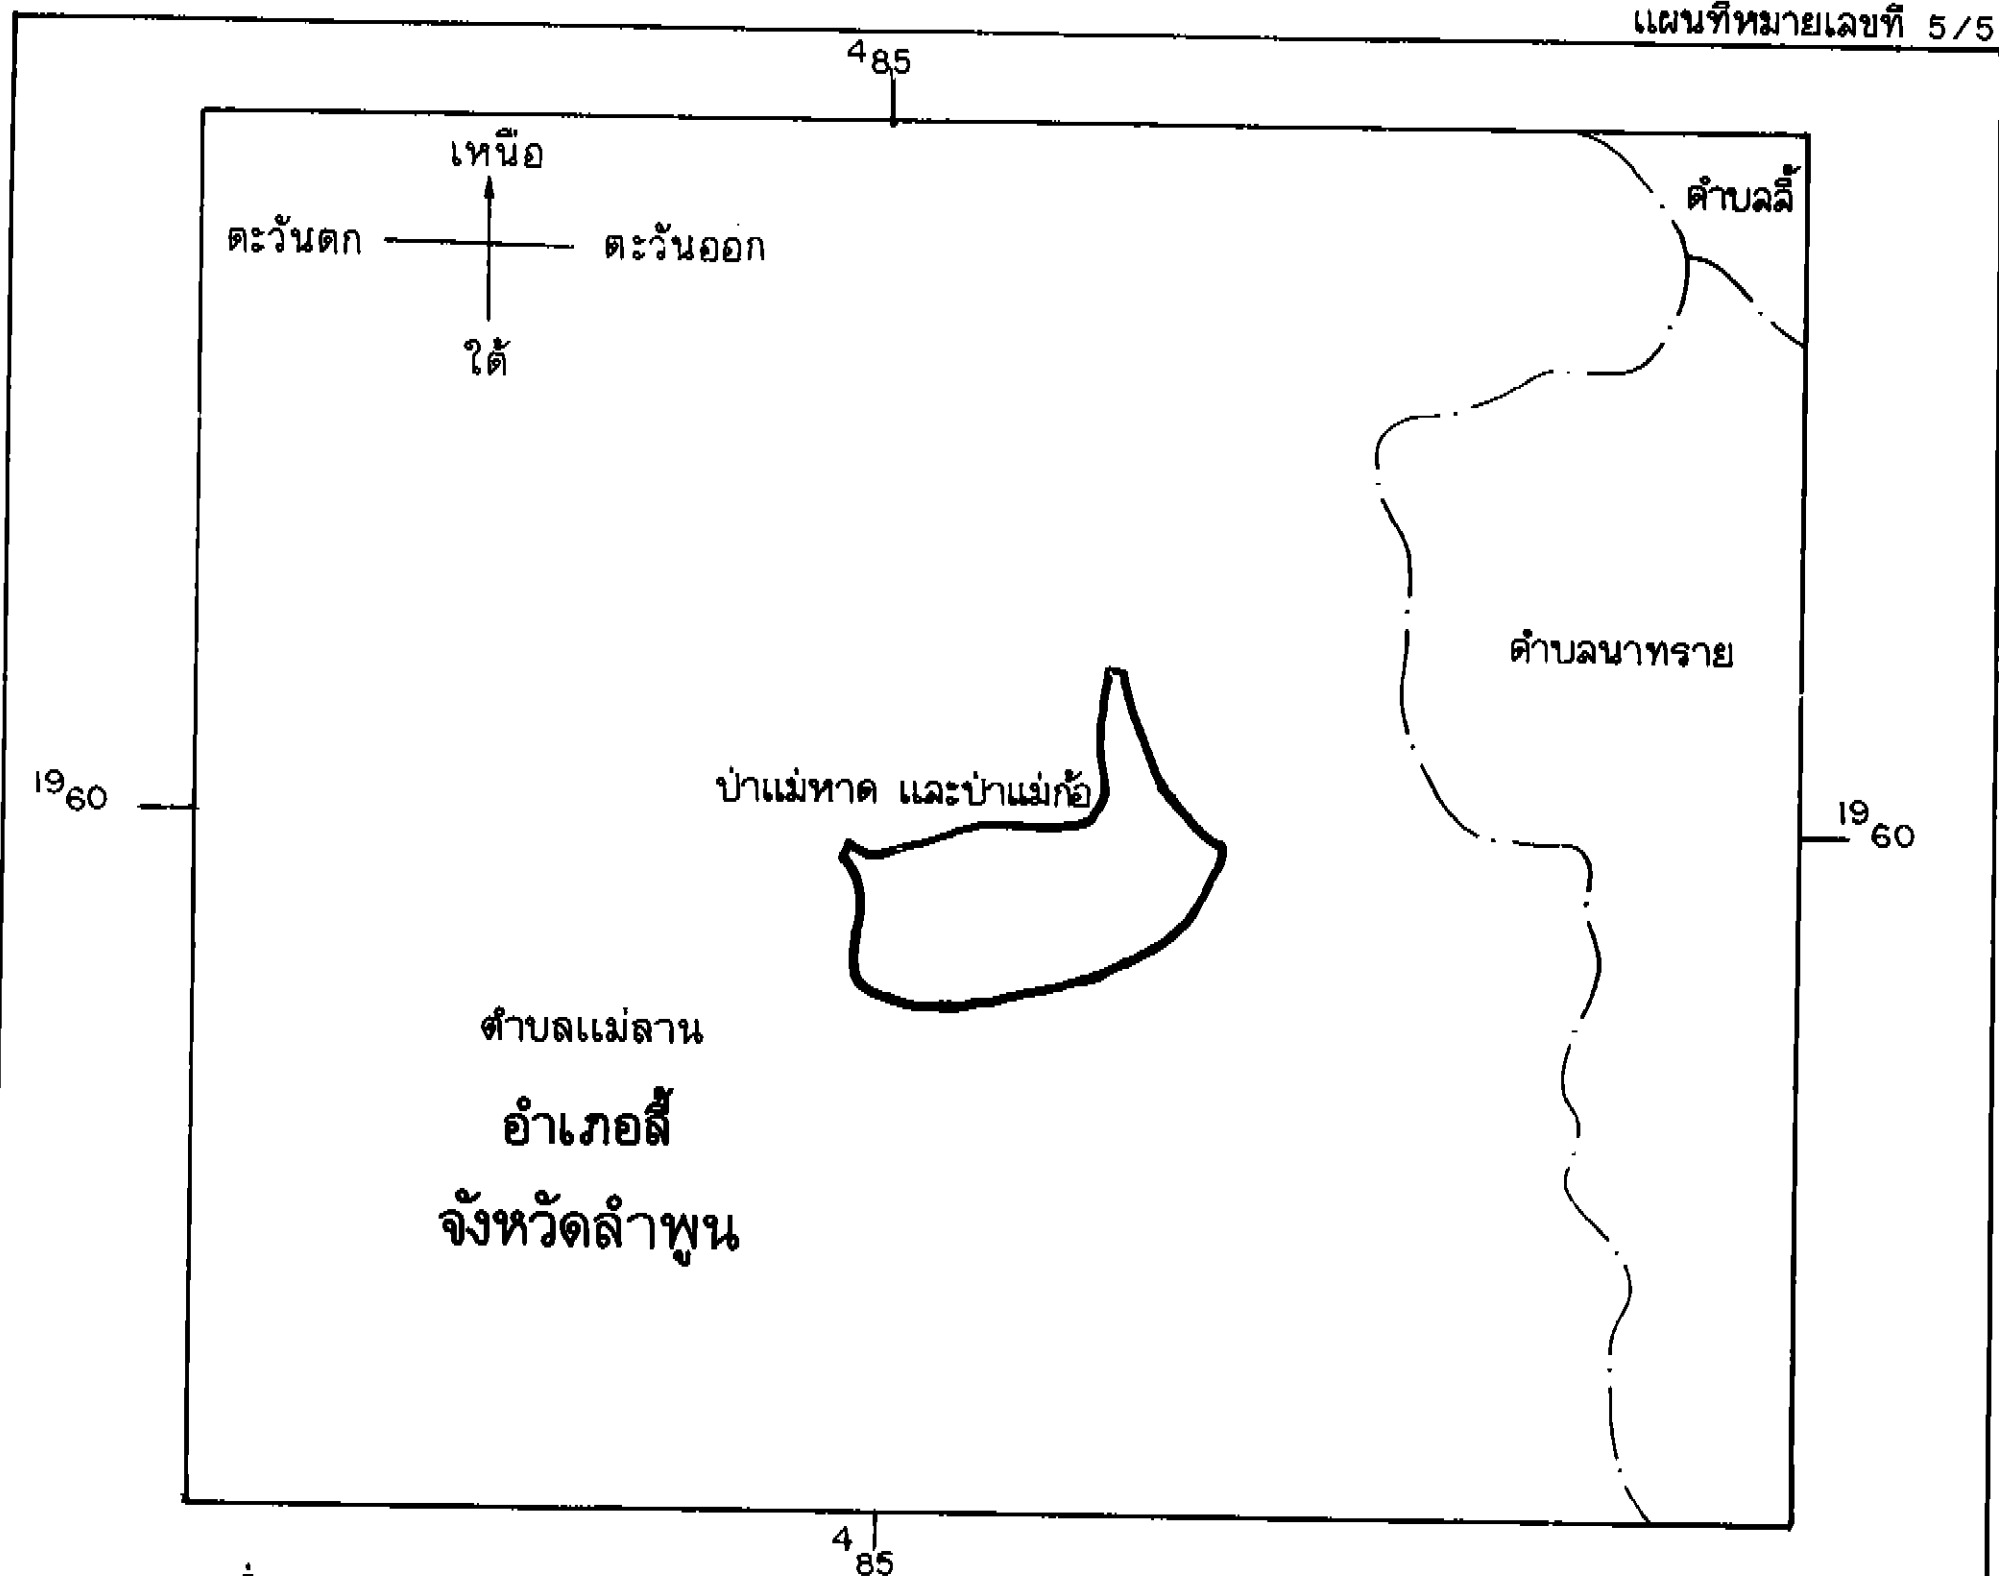 แผนที่หมายเลขที่ 5/5
485
เหนือ
ตะวันตก
ตะวันออก
ใต้
ตำบลลี้
ตำบลนาทราย
ป่าแม่หาด และป่าแม่ก้อ
1960
1960
ตำบลแม่ลาน
อำเภอลี้
จังหวัดลำพูน
485